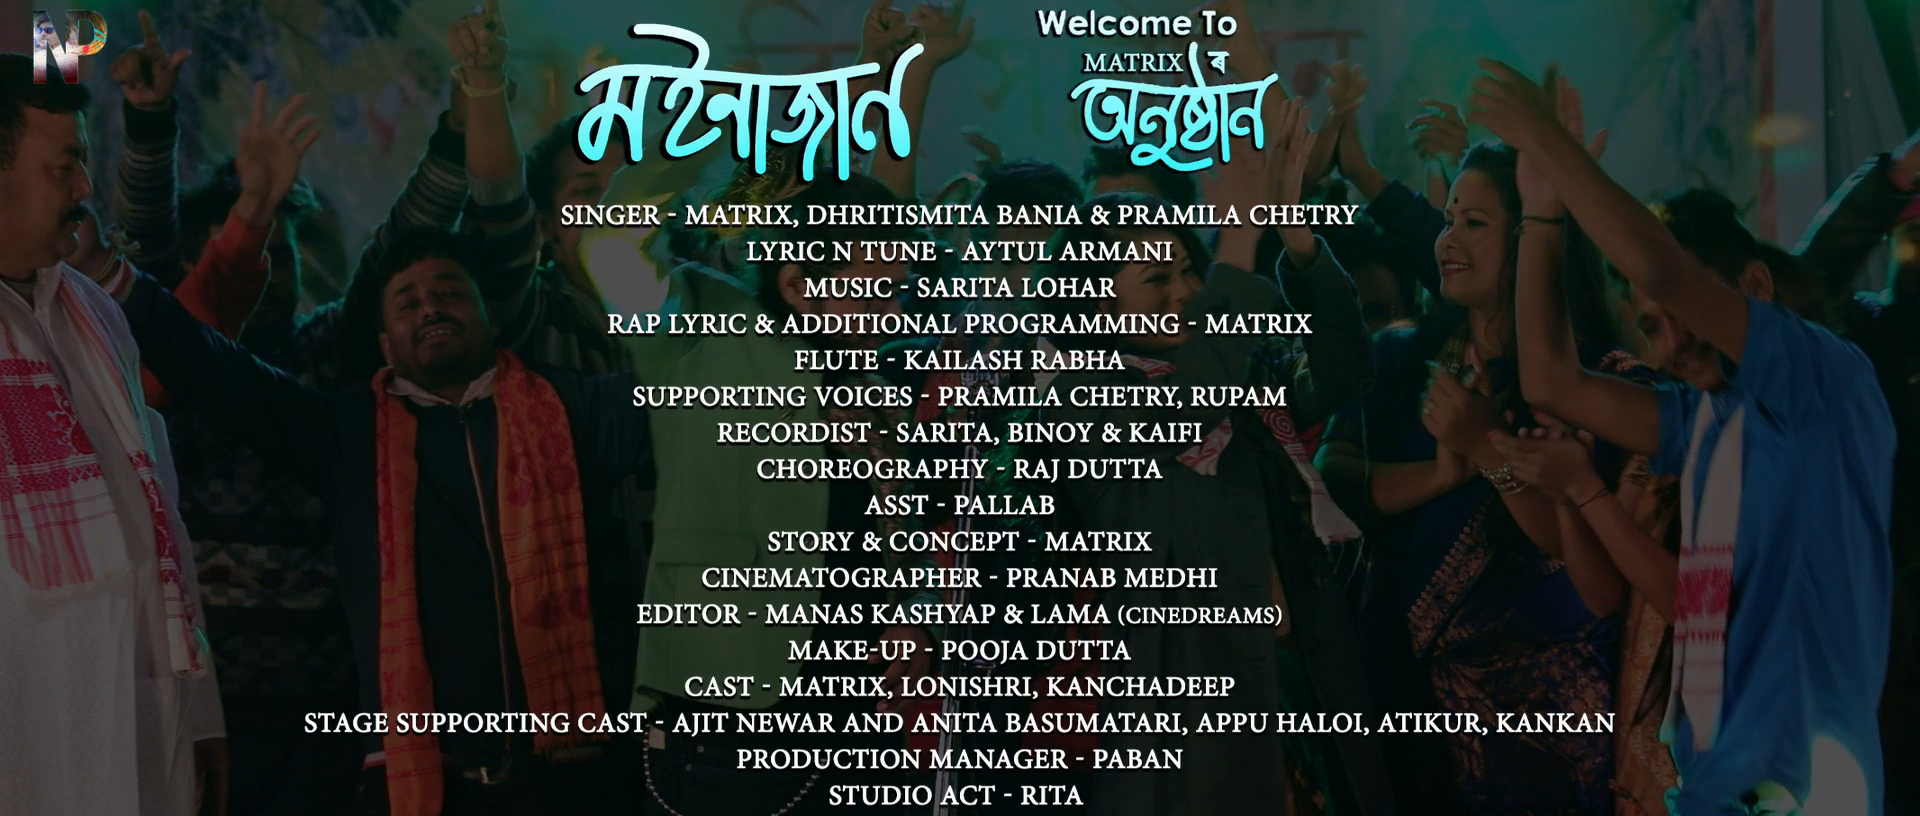 NP
মইনাজান
Welcome To
MATRIX ৰ
অনুষ্ঠান
SINGER - MATRIX, DHRITISMITA BANIA & PRAMILA CHETRY
LYRIC N TUNE - AYTUL ARMANI
MUSIC - SARITA LOHAR
RAP LYRIC & ADDITIONAL PROGRAMMING - MATRIX
FLUTE - KAILASH RABHA
SUPPORTING VOICES - PRAMILA CHETRY, RUPAM
RECORDIST - SARITA, BINOY & KAIFI
CHOREOGRAPHY - RAJ DUTTA
ASST - PALLAB
STORY & CONCEPT - MATRIX
CINEMATOGRAPHER - PRANAB MEDHI
EDITOR - MANAS KASHYAP & LAMA (CINEDREAMS)
MAKE-UP - POOJA DUTTA
CAST - MATRIX, LONISHRI, KANCHADEEP
STAGE SUPPORTING CAST - AJIT NEWAR AND ANITA BASUMATARI, APPU HALOI, ATIKUR, KANKAN
PRODUCTION MANAGER - PABAN
STUDIO ACT - RITA